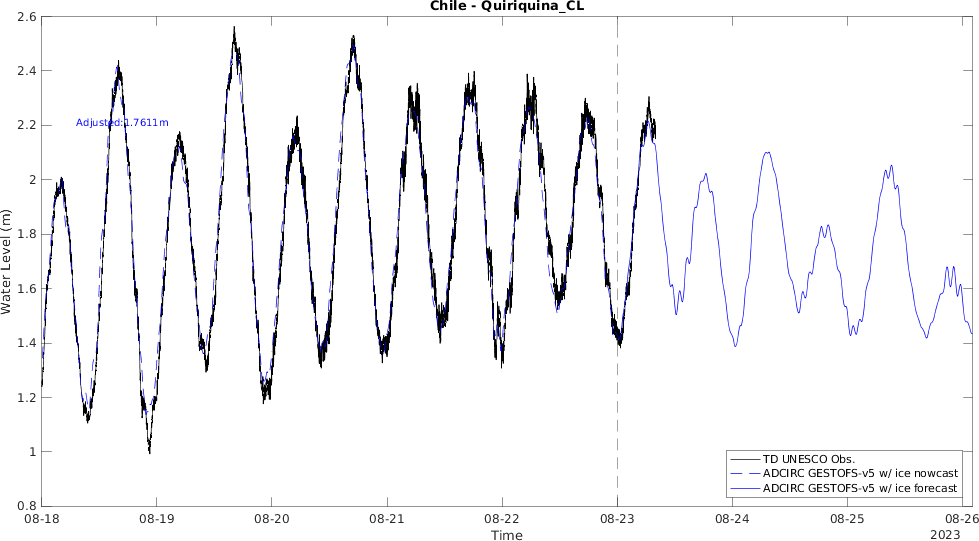 Chile - Quiriquina_CL
2.6
2.4
2.2
2
1.8
1.6
1.4
1.2
1
0.8
Water Level (m)
Adjusted:1.7611m
TD UNESCO Obs.
ADCIRC GESTOFS-v5 w/ ice nowcast
ADCIRC GESTOFS-v5 w/ ice forecast
08-18 08-19 08-20 08-21 08-22 08-23 08-24 08-25 08-26
Time
2023